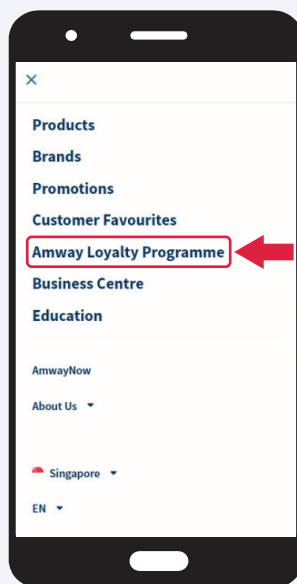 Products
Brands
Promotions
Customer Favourites
Amway Loyalty Programme
Business Centre
Education
AmwayNow
About Us
Singapore
EN